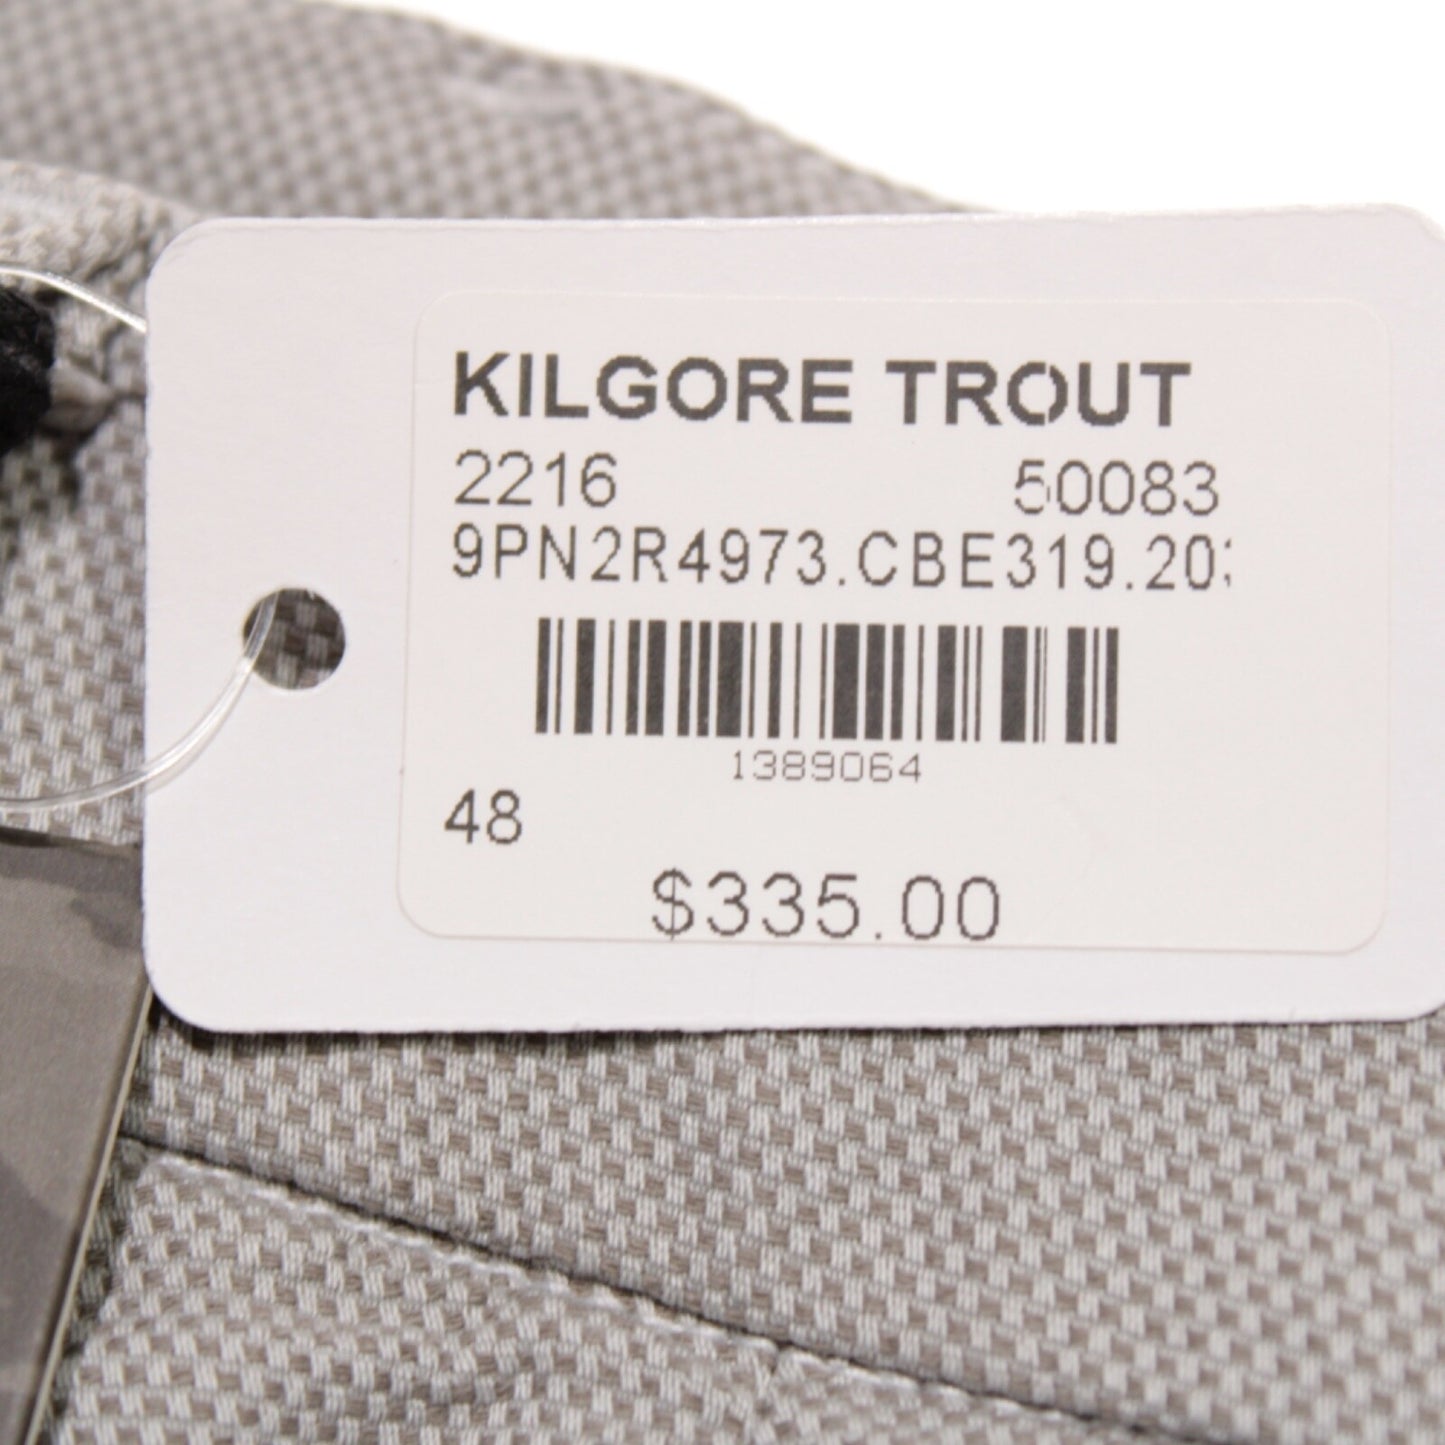 KILGORE TROUT
2216 50083
9PN2R4973.CBE319.20
1389064
48
$335.00